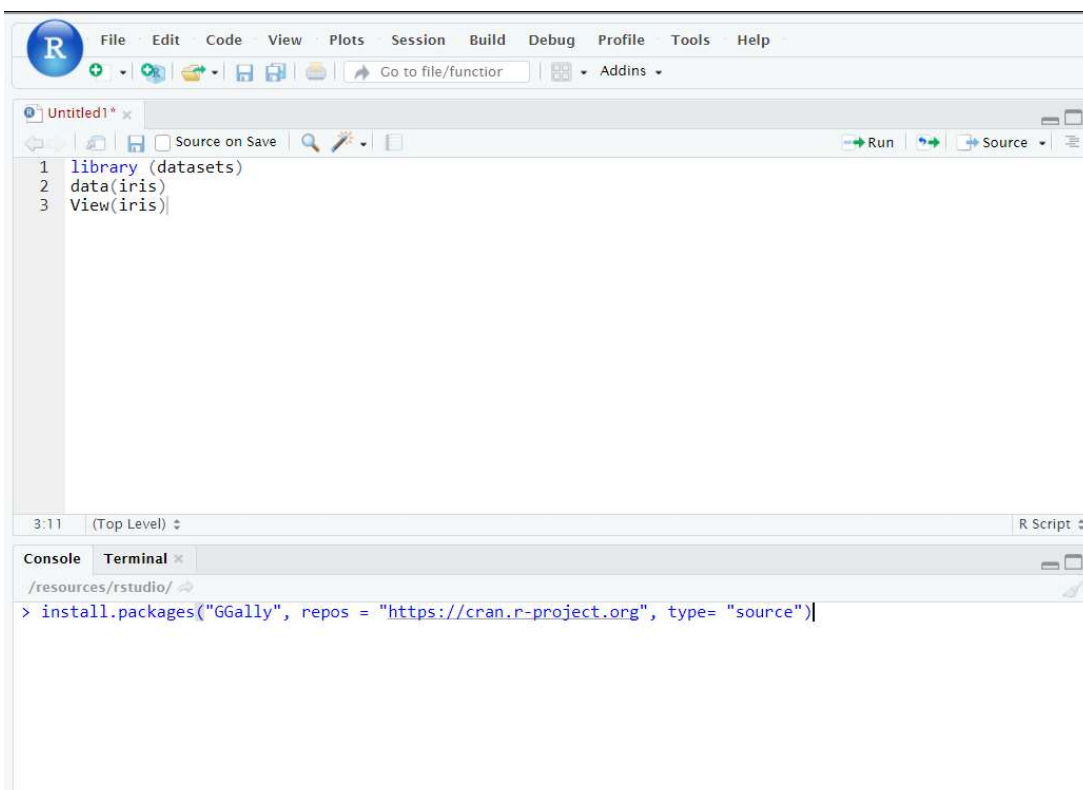 R File Edit Code View Plots Session Build Debug Profile Tools Help
R Go to file/functior Addins
Untitled1*
Source on Save Run Source
1 library (datasets)
2 data(iris)
3 View(iris)
3:11 (Top Level) R Script
Console Terminal
/resources/rstudio/
> install.packages("GGally", repos = "https://cran.r-project.org", type= "source")